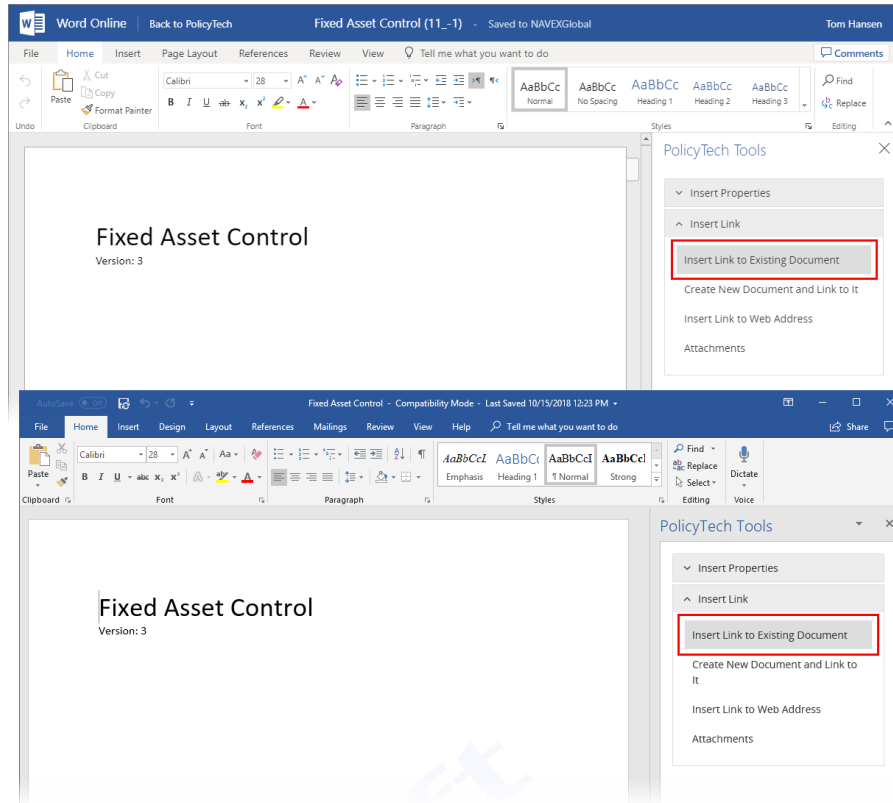 Word Online Back to PolicyTech Fixed Asset Control (11_-1) - Saved to NAVEXGlobal Tom Hansen
File Home Insert Page Layout References Review View Tell me what you want to do Comments
Cut
Copy
Format Painter
Paste
Calibri 28 A A
B I U ab x₂ x² A
AaBbCc AaBbCc AaBbCc AaBbCc AaBbCc
Normal No Spacing Heading 1 Heading 2 Heading 3
Find
Replace
Undo Clipboard Font Paragraph Styles Editing
PolicyTech Tools
Insert Properties
Insert Link
Insert Link to Existing Document
Create New Document and Link to It
Insert Link to Web Address
Attachments
Fixed Asset Control
Version: 3
AutoSave Off Fixed Asset Control - Compatibility Mode - Last Saved 10/15/2018 12:23 PM
File Home Insert Design Layout References Mailings Review View Help Tell me what you want to do Share
Paste
Calibri 28 A A Aa
B I U abc x₂ x² A aby A
AaBbCcI AaBbCc AaBbCcI AaBbCcl
Emphasis Heading 1 ¶ Normal Strong
Find
Replace
Select
Dictate
Clipboard Font Paragraph Styles Editing Voice
PolicyTech Tools
Insert Properties
Insert Link
Insert Link to Existing Document
Create New Document and Link to
It
Insert Link to Web Address
Attachments
Fixed Asset Control
Version: 3